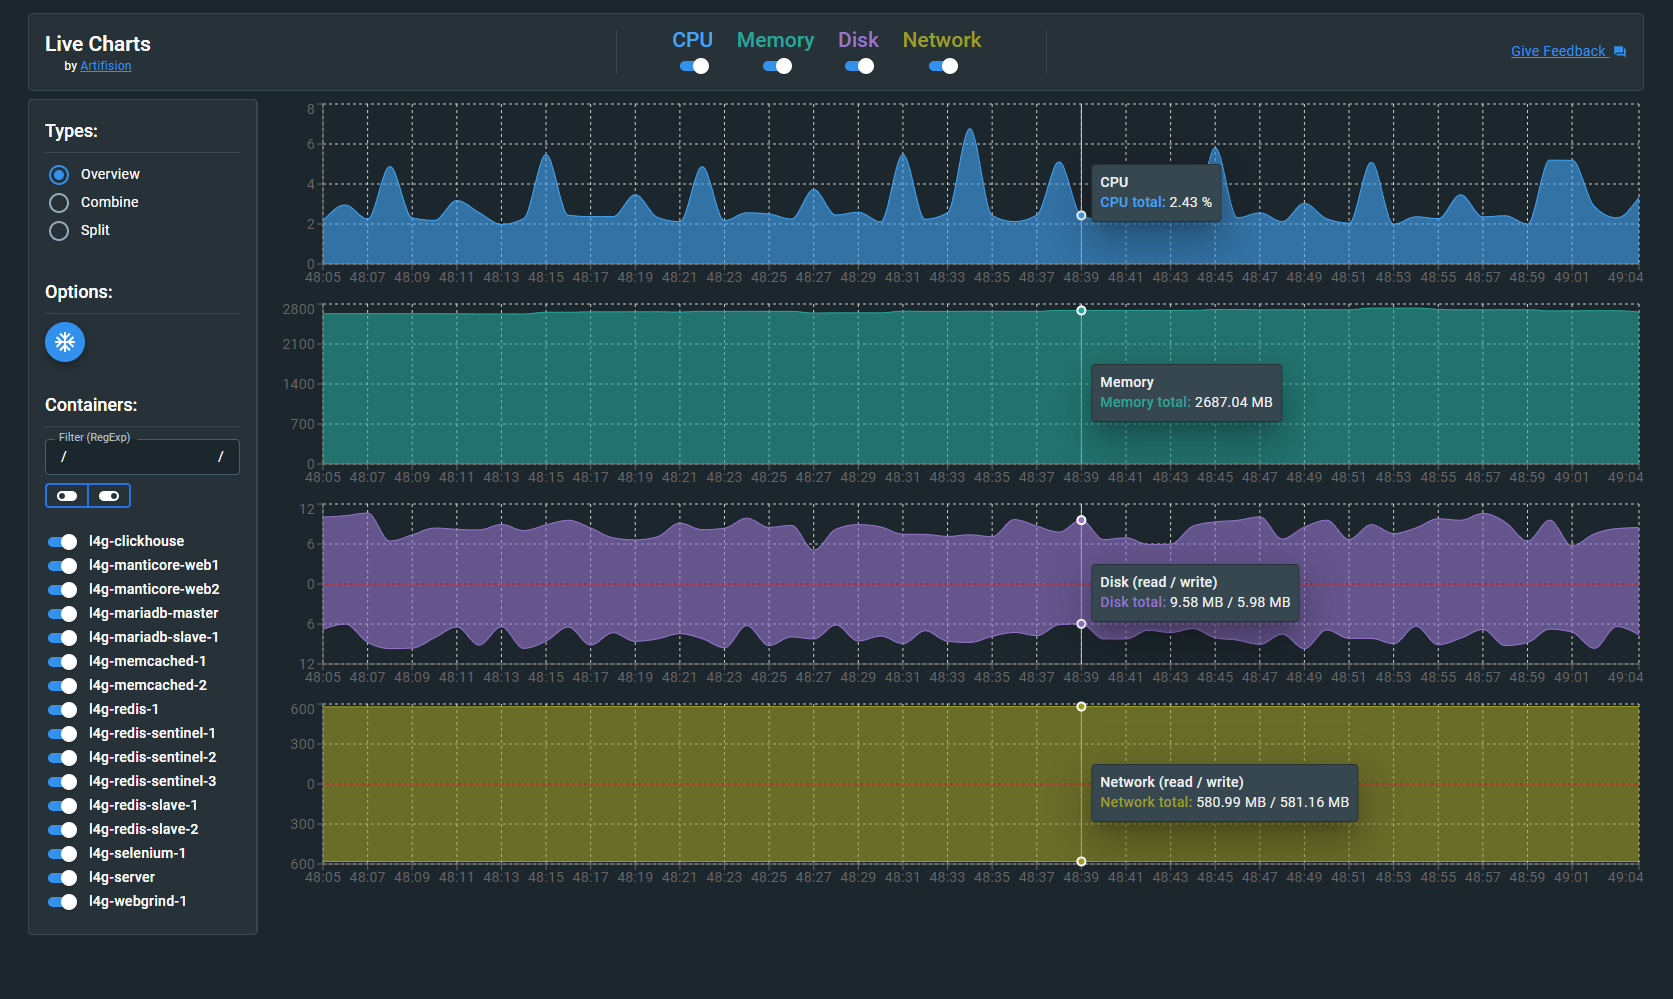 Live Charts
by Artifision
CPU Memory Disk Network
Give Feedback
Types:
Overview
Combine
Split
Options:
Containers:
Filter (RegExp)
/ /
l4g-clickhouse
l4g-manticore-web1
l4g-manticore-web2
l4g-mariadb-master
l4g-mariadb-slave-1
l4g-memcached-1
l4g-memcached-2
l4g-redis-1
l4g-redis-sentinel-1
l4g-redis-sentinel-2
l4g-redis-sentinel-3
l4g-redis-slave-1
l4g-redis-slave-2
l4g-selenium-1
l4g-server
l4g-webgrind-1
8
6
4
2
0
CPU
CPU total: 2.43 %
48:05 48:07 48:09 48:11 48:13 48:15 48:17 48:19 48:21 48:23 48:25 48:27 48:29 48:31 48:33 48:35 48:37 48:39 48:41 48:43 48:45 48:47 48:49 48:51 48:53 48:55 48:57 48:59 49:01 49:04
2800
2100
1400
700
0
Memory
Memory total: 2687.04 MB
48:05 48:07 48:09 48:11 48:13 48:15 48:17 48:19 48:21 48:23 48:25 48:27 48:29 48:31 48:33 48:35 48:37 48:39 48:41 48:43 48:45 48:47 48:49 48:51 48:53 48:55 48:57 48:59 49:01 49:04
12
6
0
6
12
Disk (read / write)
Disk total: 9.58 MB / 5.98 MB
48:05 48:07 48:09 48:11 48:13 48:15 48:17 48:19 48:21 48:23 48:25 48:27 48:29 48:31 48:33 48:35 48:37 48:39 48:41 48:43 48:45 48:47 48:49 48:51 48:53 48:55 48:57 48:59 49:01 49:04
600
300
0
300
600
Network (read / write)
Network total: 580.99 MB / 581.16 MB
48:05 48:07 48:09 48:11 48:13 48:15 48:17 48:19 48:21 48:23 48:25 48:27 48:29 48:31 48:33 48:35 48:37 48:39 48:41 48:43 48:45 48:47 48:49 48:51 48:53 48:55 48:57 48:59 49:01 49:04